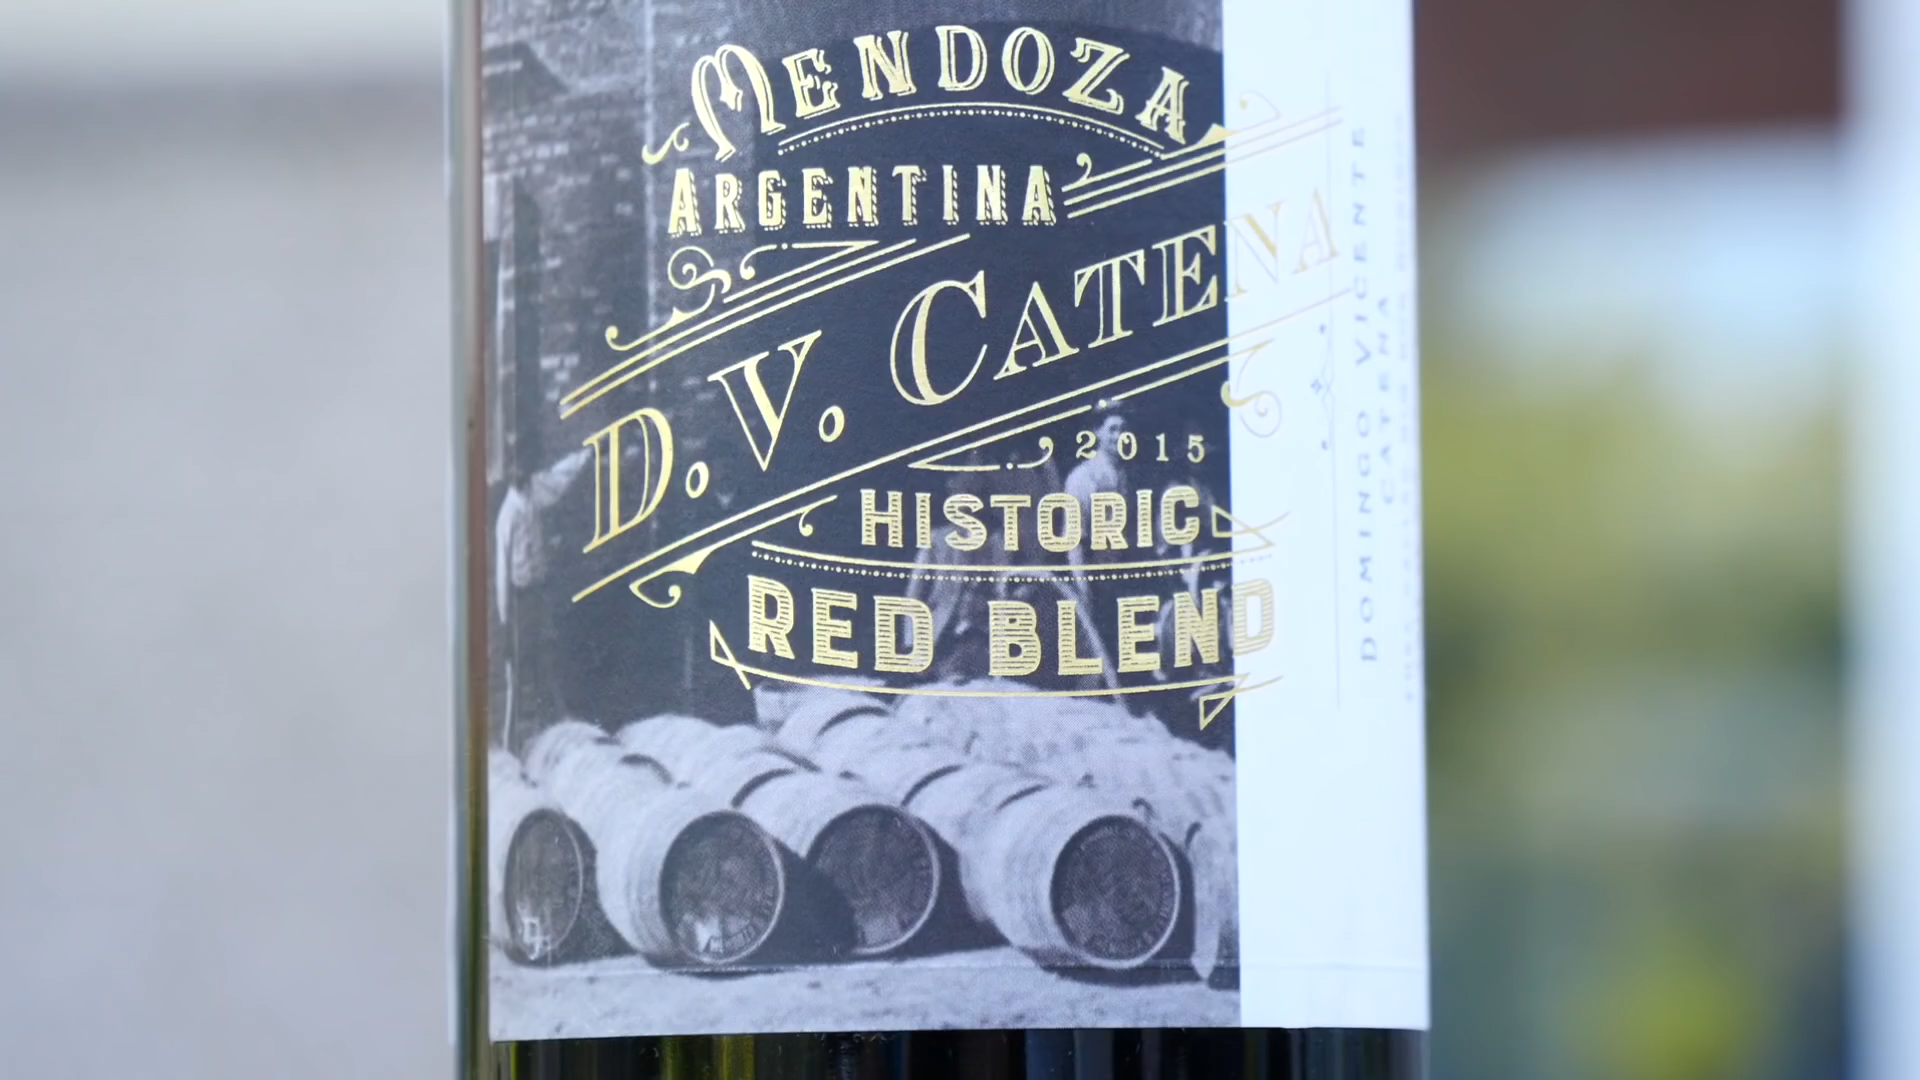 MENDOZA
ARGENTINA
D. V. CATENA
2015
HISTORIC
RED BLEND
DOMINGO VICENTE
CATENA